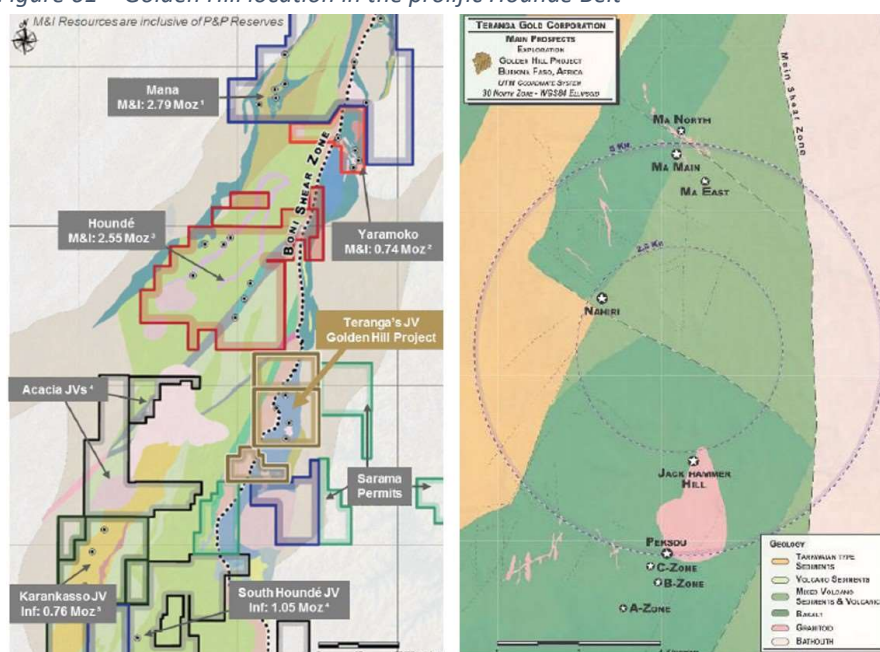 Figure 62 – Golden Hill location in the prolific Houndé Belt
M&I Resources are inclusive of P&P Reserves
Mana
M&I: 2.79 Moz ¹
BONI SHEAR ZONE
Houndé
M&I: 2.55 Moz ³
Yaramoko
M&I: 0.74 Moz ²
Teranga's JV
Golden Hill Project
Acacia JVs ⁴
Sarama
Permits
Karankasso JV
Inf: 0.76 Moz ⁵
South Houndé JV
Inf: 1.05 Moz ⁴
TERANGA GOLD CORPORATION
MAIN PROSPECTS
EXPLORATION
GOLDEN HILL PROJECT
BURKINA FASO, AFRICA
UTM COORDINATE SYSTEM
30 NORTH ZONE - WGS84 ELLIPSOID
MAIN SHEAR ZONE
MA NORTH
5 KM
MA MAIN
MA EAST
2.5 KM
NAHIRI
JACK HAMMER
HILL
PEKSOU
C-ZONE
B-ZONE
A-ZONE
GEOLOGY
TARKWAIAN TYPE
SEDIMENTS
VOLCANO SEDIMENTS
MIXED VOLCANO
SEDIMENTS & VOLCANIC
BASALT
GRANITOID